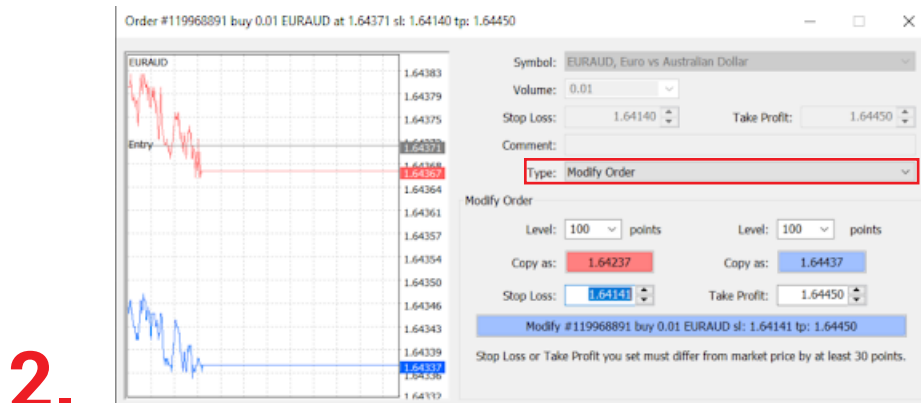 Order #119968891 buy 0.01 EURAUD at 1.64371 sl: 1.64140 tp: 1.64450
EURAUD
1.64383
1.64379
1.64375
Entry
1.64371
1.64368
1.64367
1.64364
1.64361
1.64357
1.64354
1.64350
1.64346
1.64343
1.64339
1.64337
1.64336
1.64332
Symbol: EURAUD, Euro vs Australian Dollar
Volume: 0.01
Stop Loss: 1.64140 Take Profit: 1.64450
Comment:
Type: Modify Order
Modify Order
Level: 100 points Level: 100 points
Copy as: 1.64237 Copy as: 1.64437
Stop Loss: 1.64141 Take Profit: 1.64450
Modify #119968891 buy 0.01 EURAUD sl: 1.64141 tp: 1.64450
Stop Loss or Take Profit you set must differ from market price by at least 30 points.
2.